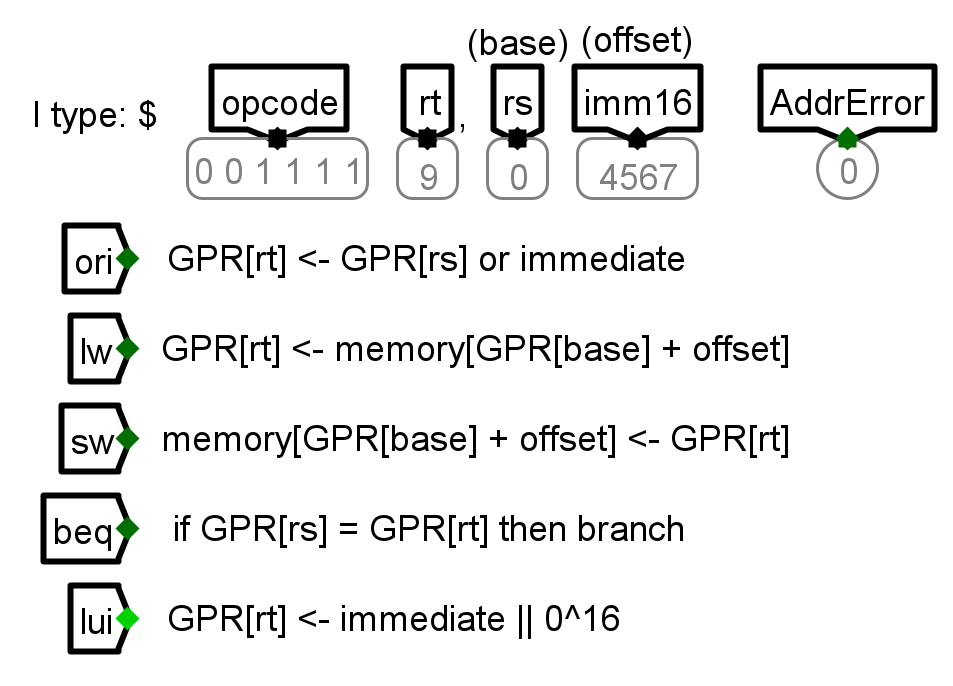 (base) (offset)
I type: $ opcode rt , rs imm16 AddrError
0 0 1 1 1 1 9 0 4567 0
ori GPR[rt] <- GPR[rs] or immediate
lw GPR[rt] <- memory[GPR[base] + offset]
sw memory[GPR[base] + offset] <- GPR[rt]
beq if GPR[rs] = GPR[rt] then branch
lui GPR[rt] <- immediate || 0^16